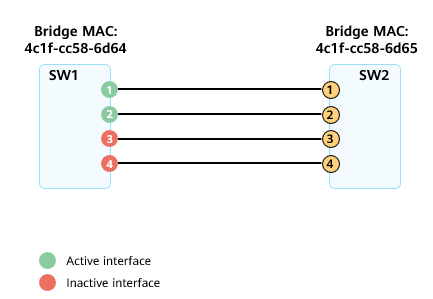 Bridge MAC:
4c1f-cc58-6d64
Bridge MAC:
4c1f-cc58-6d65
SW1
SW2
1
1
2
2
3
3
4
4
Active interface
Inactive interface